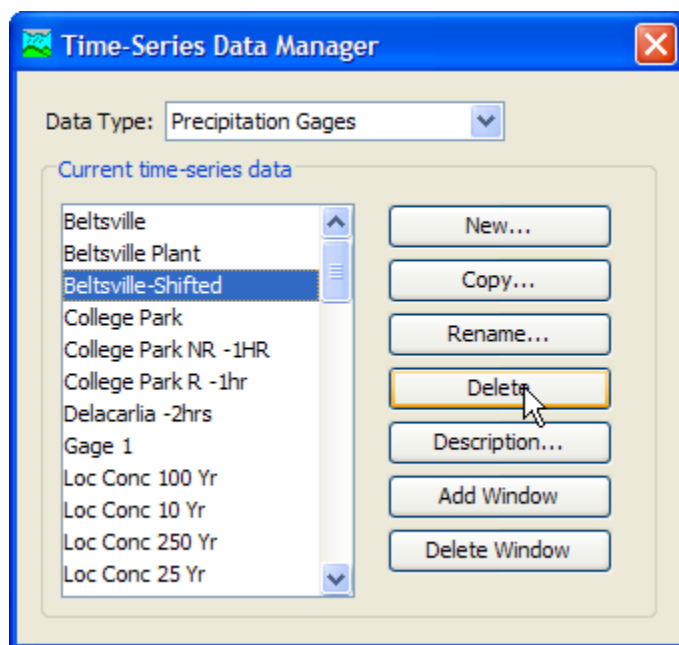 Time-Series Data Manager
Data Type: Precipitation Gages
Current time-series data
Beltsville
Beltsville Plant
Beltsville-Shifted
College Park
College Park NR -1HR
College Park R -1hr
Delacarlia -2hrs
Gage 1
Loc Conc 100 Yr
Loc Conc 10 Yr
Loc Conc 250 Yr
Loc Conc 25 Yr
New...
Copy...
Rename...
Delete
Description...
Add Window
Delete Window